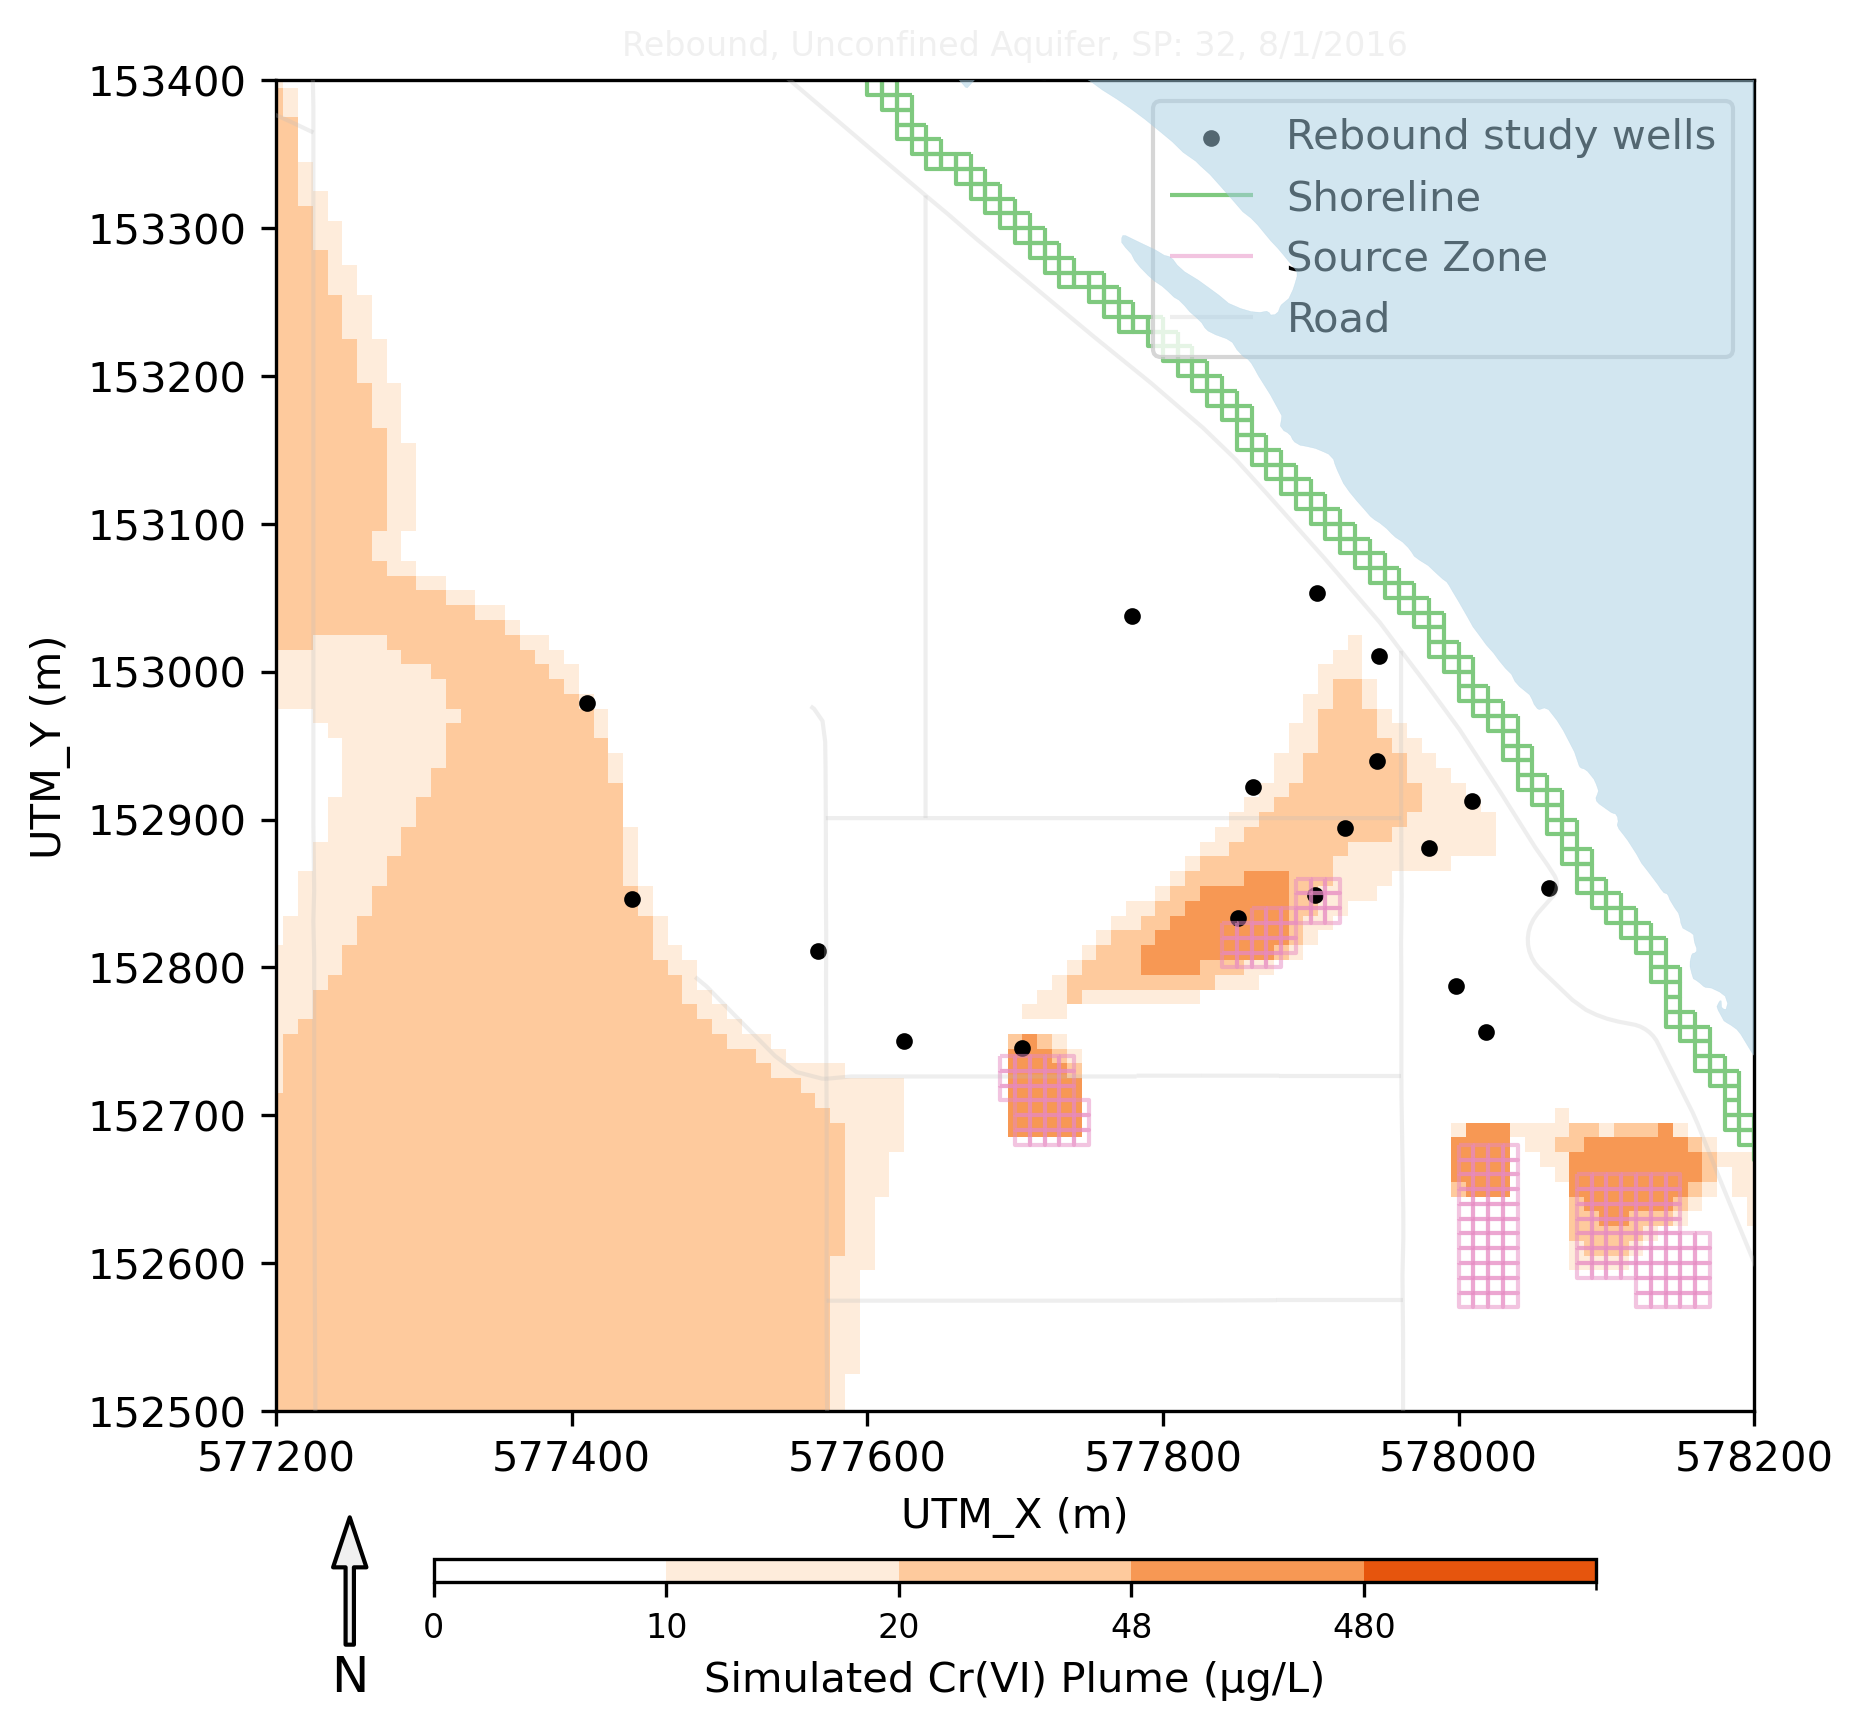 Rebound, Unconfined Aquifer, SP: 32, 8/1/2016
153400
153300
153200
153100
153000
152900
152800
152700
152600
152500
UTM_Y (m)
Rebound study wells
Shoreline
Source Zone
Road
577200 577400 577600 577800 578000 578200
UTM_X (m)
N
0 10 20 48 480
Simulated Cr(VI) Plume (μg/L)